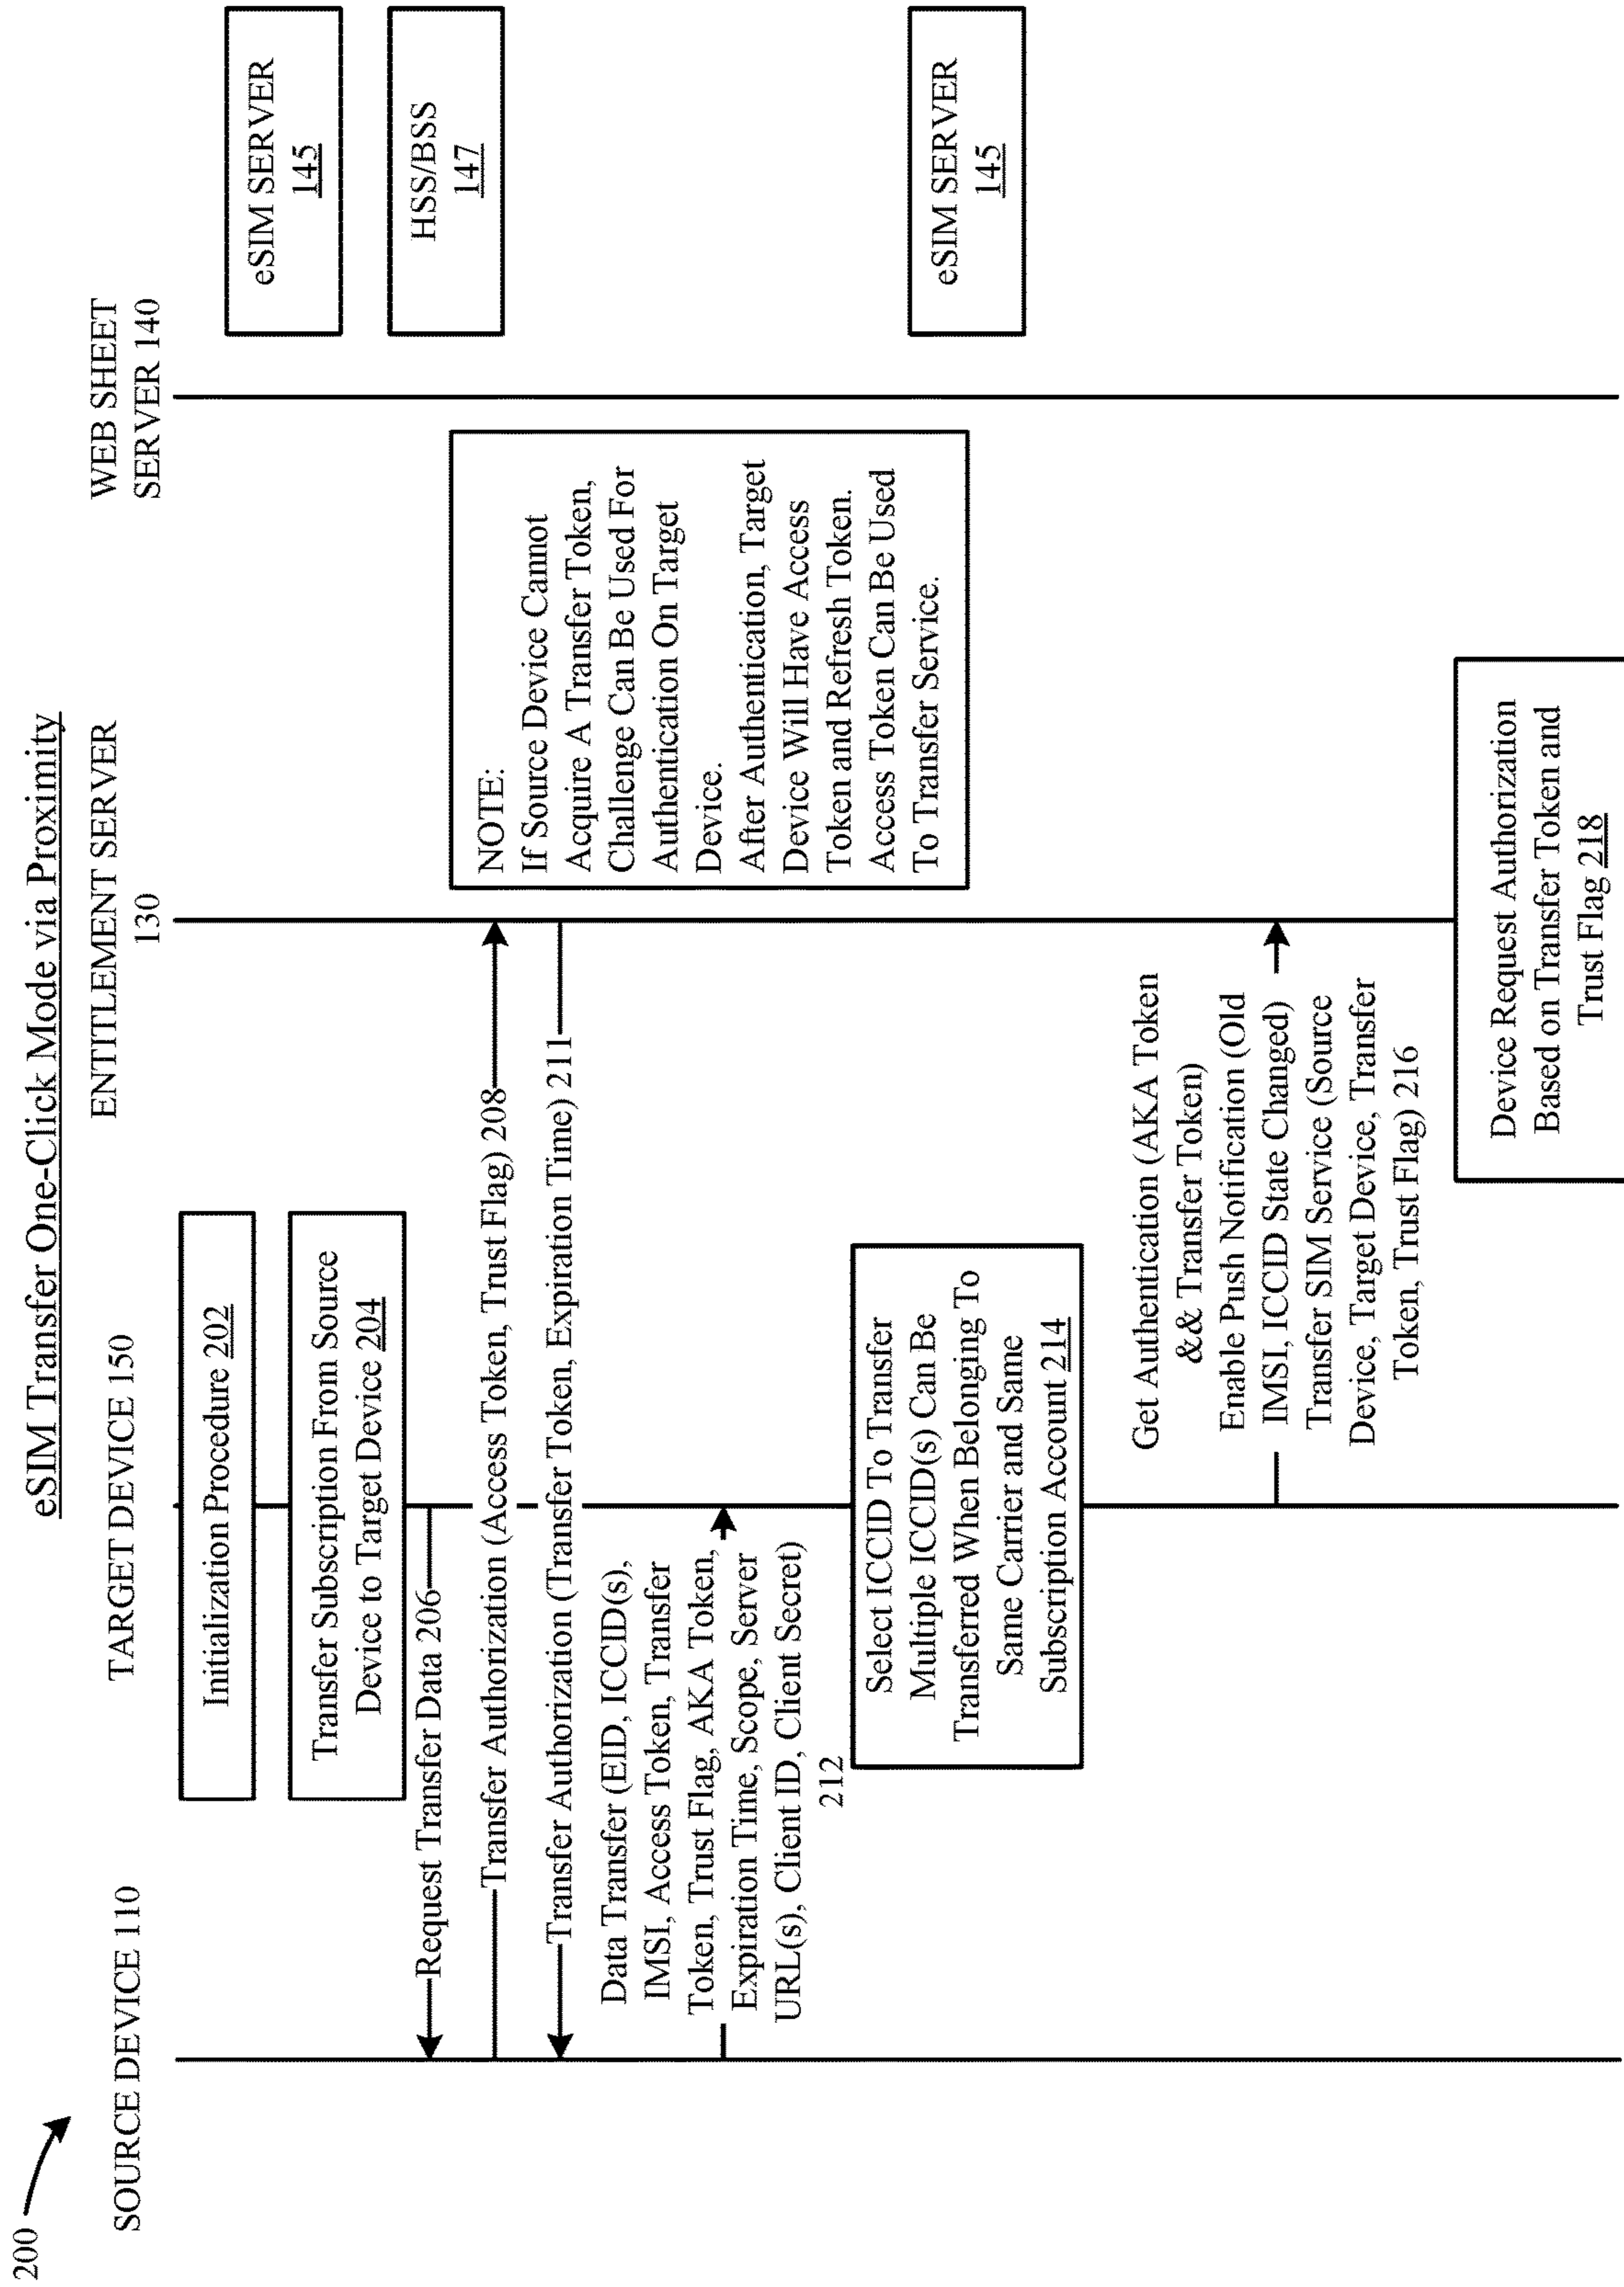 200
eSIM Transfer One-Click Mode via Proximity
SOURCE DEVICE 110
TARGET DEVICE 150
ENTITLEMENT SERVER
130
WEB SHEET
SERVER 140
eSIM SERVER
145
HSS/BSS
147
Initialization Procedure 202
Transfer Subscription From Source
Device to Target Device 204
Request Transfer Data 206
Transfer Authorization (Access Token, Trust Flag) 208
Transfer Authorization (Transfer Token, Expiration Time) 211
NOTE:
If Source Device Cannot
Acquire A Transfer Token,
Challenge Can Be Used For
Authentication On Target
Device.
After Authentication, Target
Device Will Have Access
Token and Refresh Token.
Access Token Can Be Used
To Transfer Service.
Data Transfer (EID, ICCID(s),
IMSI, Access Token, Transfer
Token, Trust Flag, AKA Token,
Expiration Time, Scope, Server
URL(s), Client ID, Client Secret)
212
Select ICCID To Transfer
Multiple ICCID(s) Can Be
Transferred When Belonging To
Same Carrier and Same
Subscription Account 214
eSIM SERVER
145
Get Authentication (AKA Token
&& Transfer Token)
Enable Push Notification (Old
IMSI, ICCID State Changed)
Transfer SIM Service (Source
Device, Target Device, Transfer
Token, Trust Flag) 216
Device Request Authorization
Based on Transfer Token and
Trust Flag 218